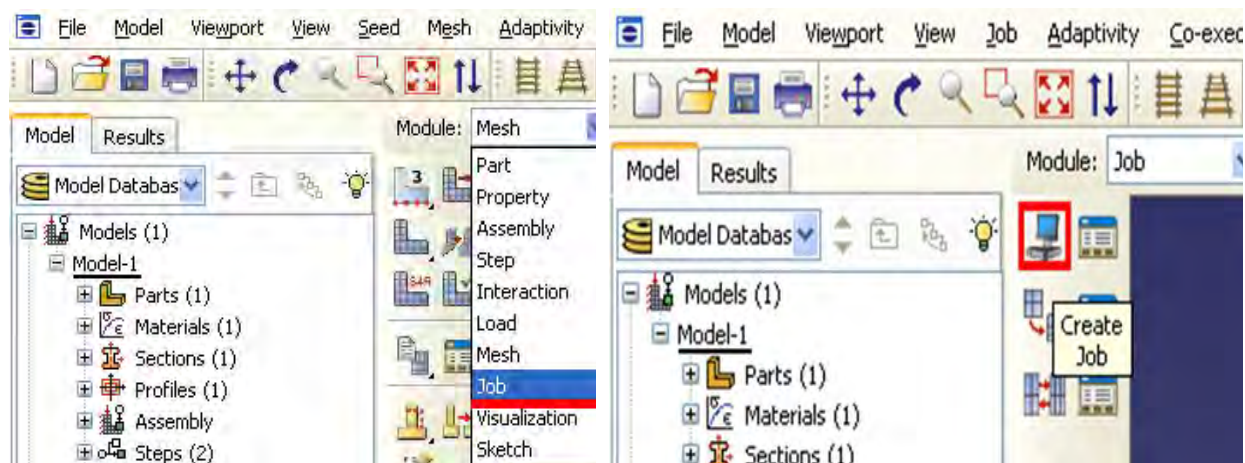 File Model Viewport View Seed Mesh Adaptivity
Model Results
Module: Mesh
Model Databas
Models (1)
Model-1
Parts (1)
Materials (1)
Sections (1)
Profiles (1)
Assembly
Steps (2)
3
Part
Property
Assembly
Step
Interaction
Load
Mesh
Job
Visualization
Sketch
File Model Viewport View Job Adaptivity Co-exec
Model Results
Module: Job
Model Databas
Models (1)
Model-1
Parts (1)
Materials (1)
Sections (1)
Create
Job